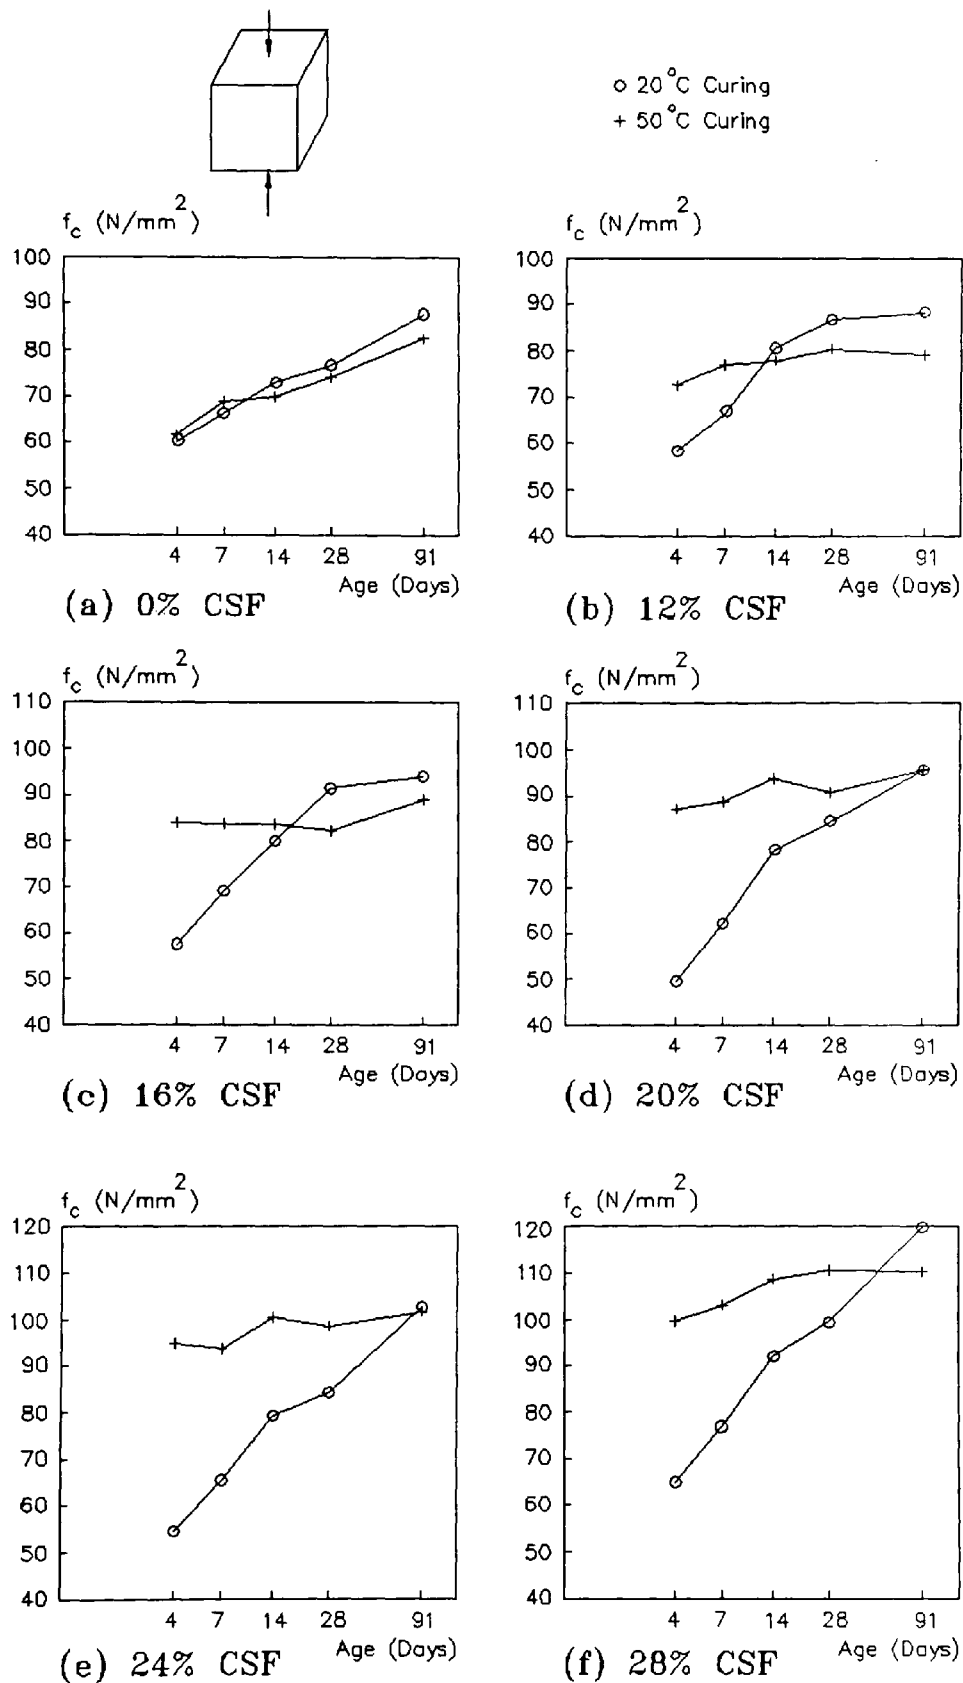 o 20°C Curing
+ 50°C Curing
f_c (N/mm²)
100
90
80
70
60
50
40
4 7 14 28 91
Age (Days)
(a) 0% CSF
f_c (N/mm²)
100
90
80
70
60
50
40
4 7 14 28 91
Age (Days)
(b) 12% CSF
f_c (N/mm²)
110
100
90
80
70
60
50
40
4 7 14 28 91
Age (Days)
(c) 16% CSF
f_c (N/mm²)
110
100
90
80
70
60
50
40
4 7 14 28 91
Age (Days)
(d) 20% CSF
f_c (N/mm²)
120
110
100
90
80
70
60
50
40
4 7 14 28 91
Age (Days)
(e) 24% CSF
f_c (N/mm²)
120
110
100
90
80
70
60
50
40
4 7 14 28 91
Age (Days)
(f) 28% CSF